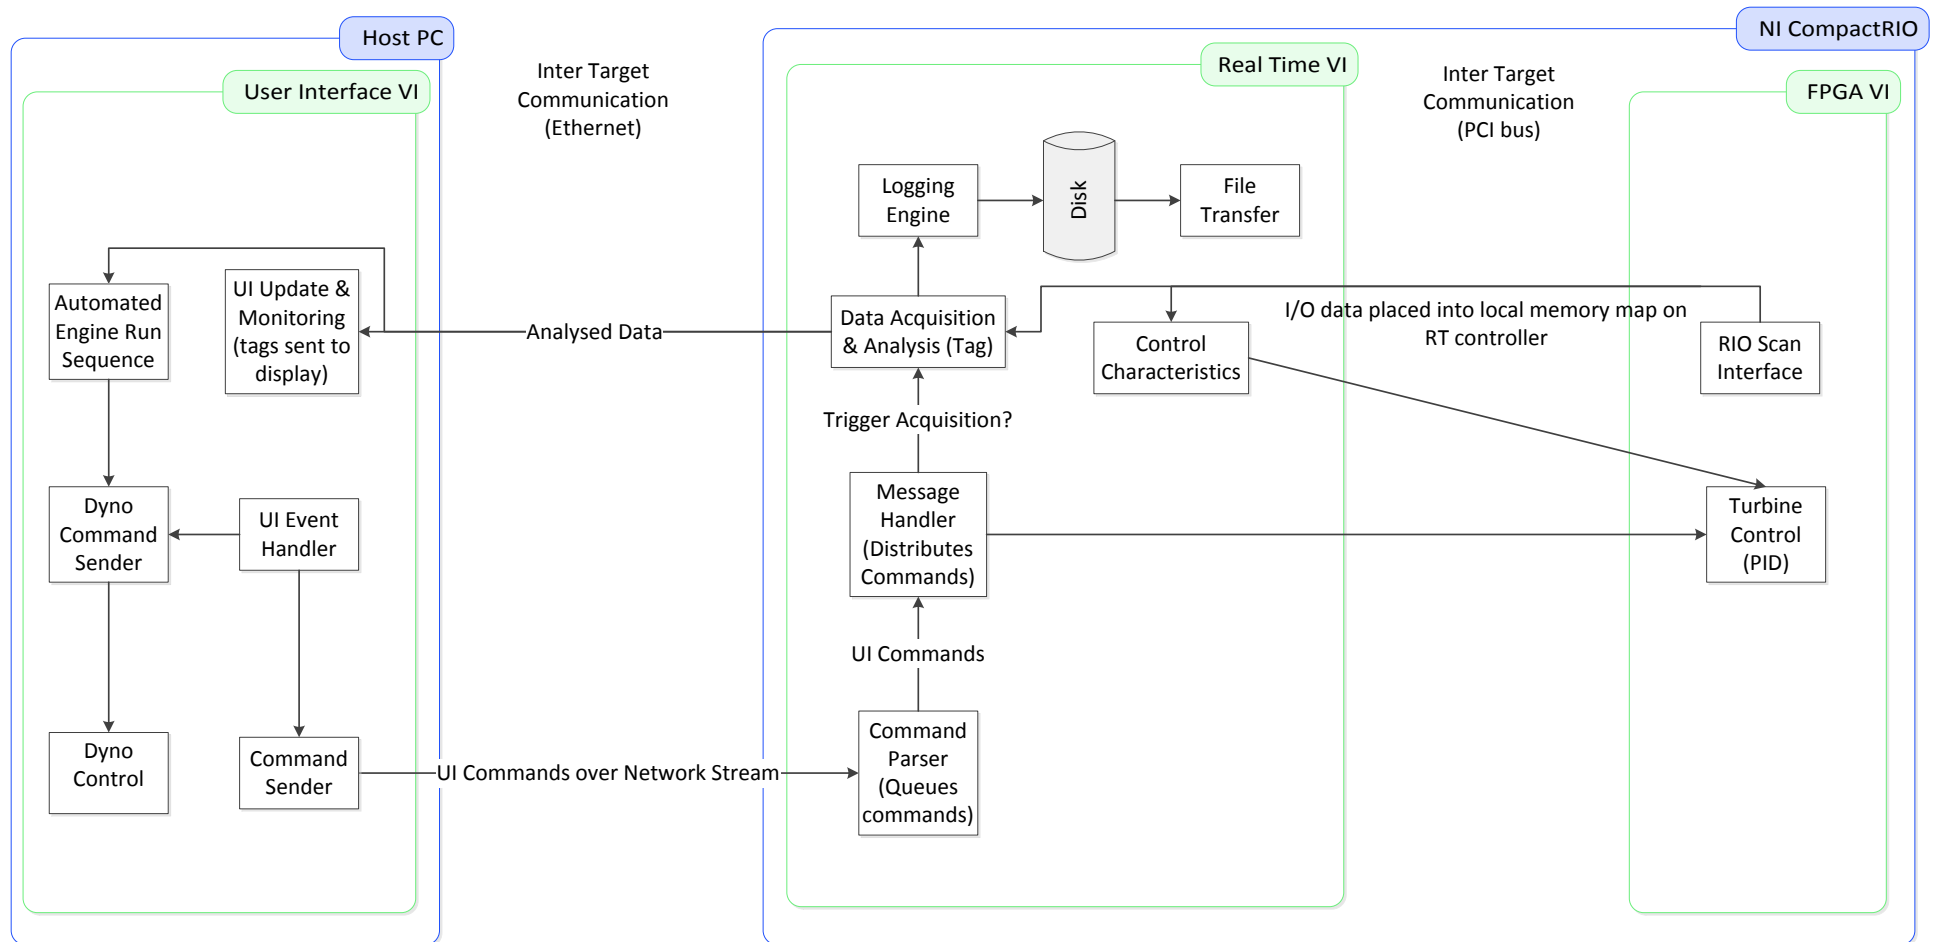 Host PC
NI CompactRIO
User Interface VI
Inter Target
Communication
(Ethernet)
Real Time VI
Inter Target
Communication
(PCI bus)
FPGA VI
Logging
Engine
Disk
File
Transfer
Automated
Engine Run
Sequence
UI Update &
Monitoring
(tags sent to
display)
Analysed Data
Data Acquisition
& Analysis (Tag)
Control
Characteristics
I/O data placed into local memory map on
RT controller
RIO Scan
Interface
Trigger Acquisition?
Dyno
Command
Sender
UI Event
Handler
Message
Handler
(Distributes
Commands)
Turbine
Control
(PID)
UI Commands
Dyno
Control
Command
Sender
UI Commands over Network Stream
Command
Parser
(Queues
commands)